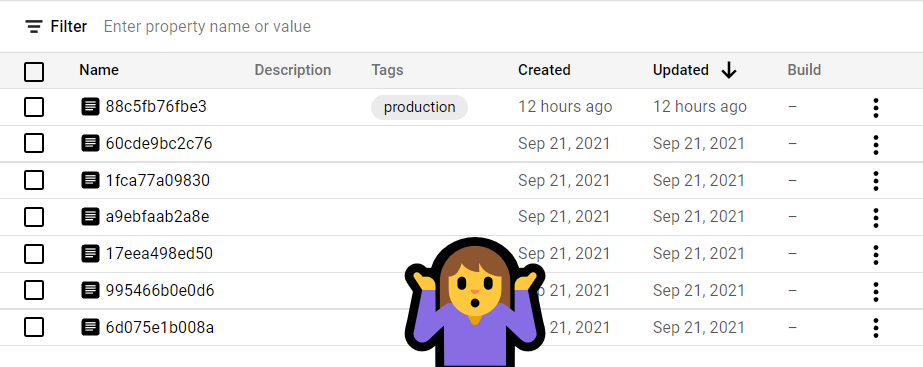 Filter Enter property name or value
Name Description Tags Created Updated Build
88c5fb76fbe3 production 12 hours ago 12 hours ago –
60cde9bc2c76 Sep 21, 2021 Sep 21, 2021 –
1fca77a09830 Sep 21, 2021 Sep 21, 2021 –
a9ebfaab2a8e Sep 21, 2021 Sep 21, 2021 –
17eea498ed50 Sep 21, 2021 Sep 21, 2021 –
995466b0e0d6 21, 2021 Sep 21, 2021 –
6d075e1b008a 21, 2021 Sep 21, 2021 –